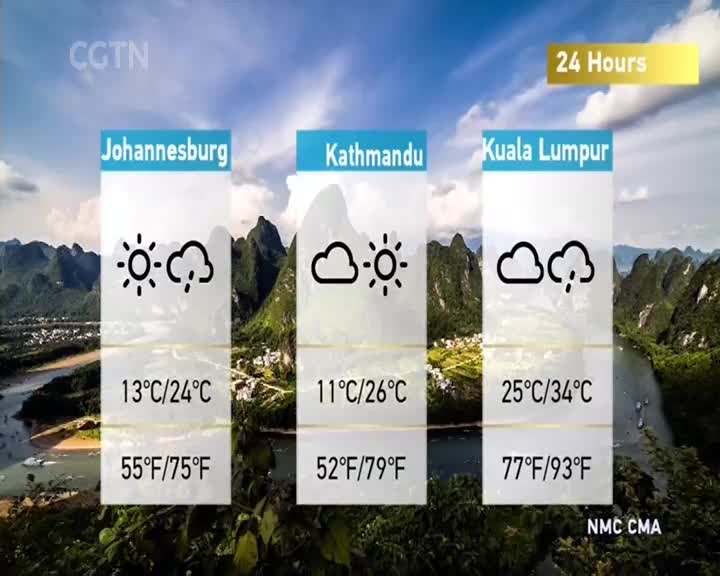 CGTN
24 Hours
Johannesburg
13°C/24°C
55°F/75°F
Kathmandu
11°C/26°C
52°F/79°F
Kuala Lumpur
25°C/34°C
77°F/93°F
NMC CMA